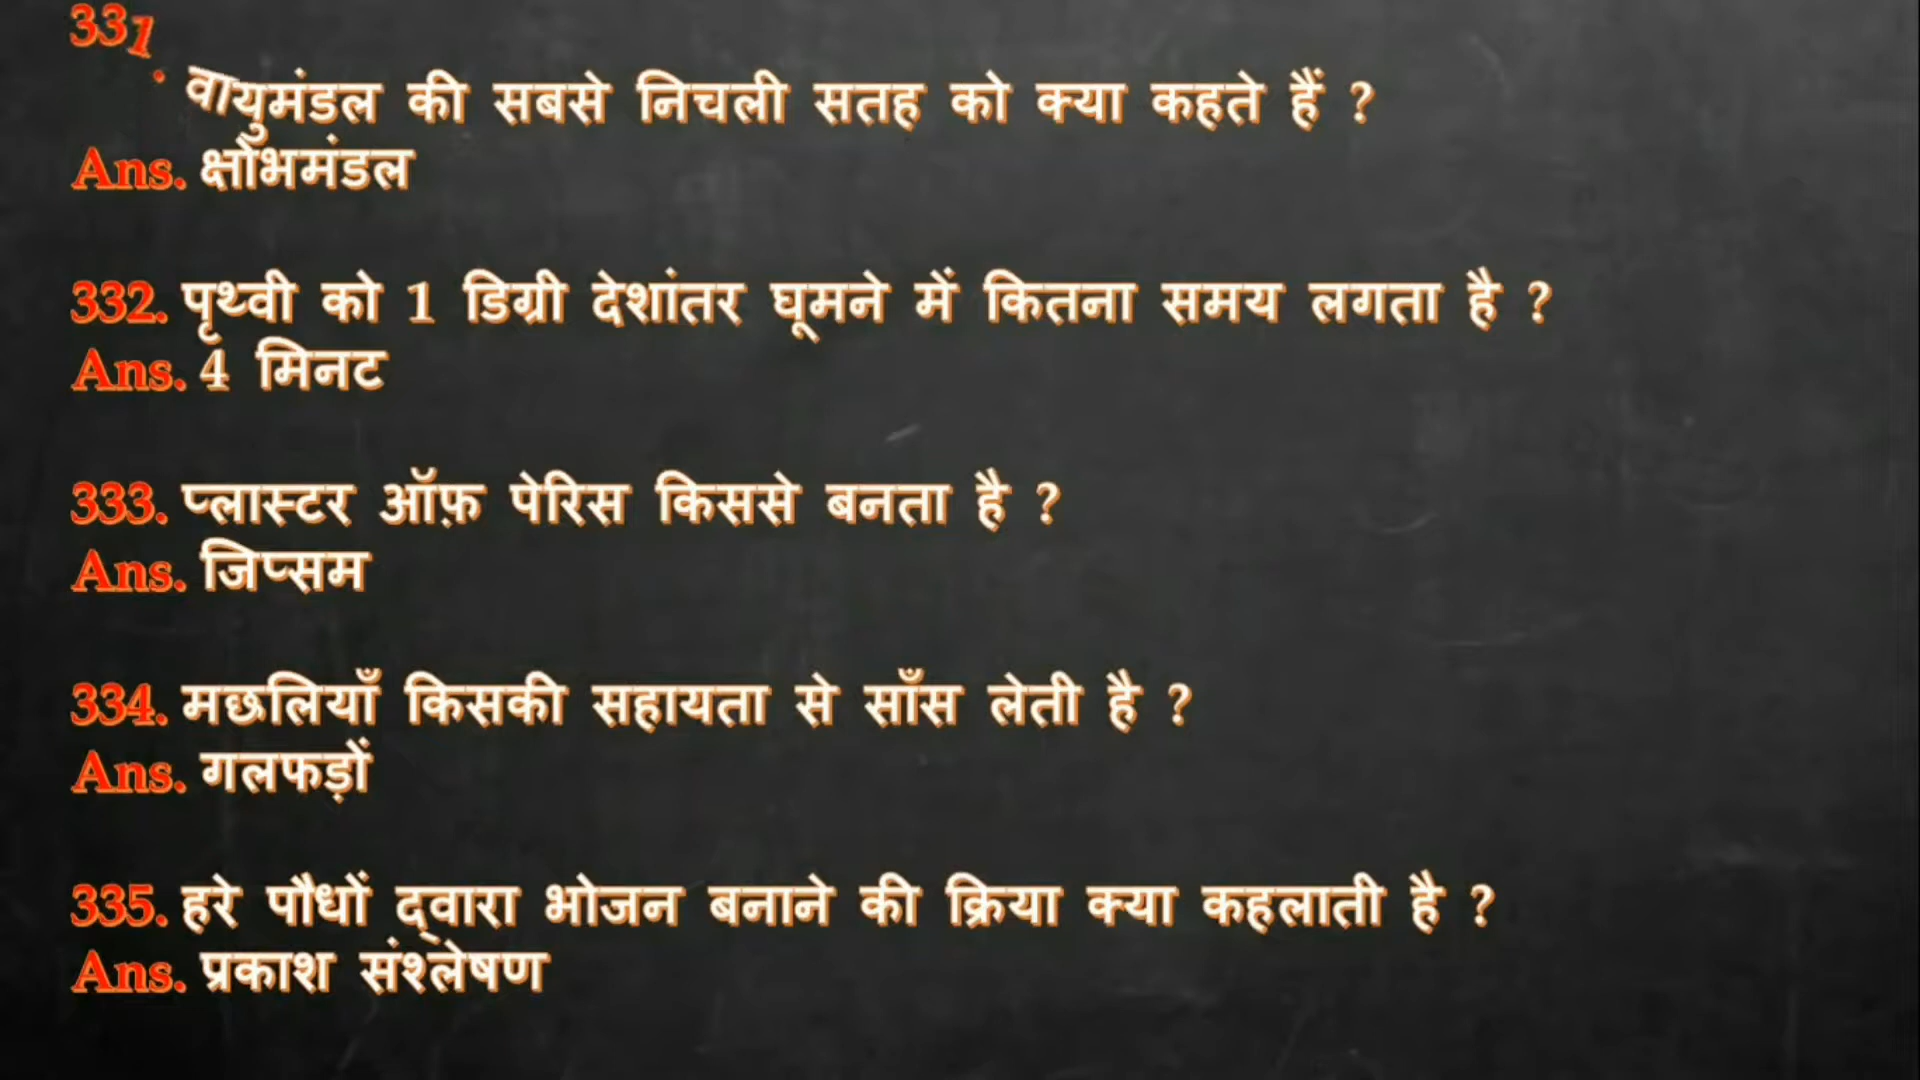 331. वायुमंडल की सबसे निचली सतह को क्या कहते हैं ?
Ans. क्षोभमंडल
332. पृथ्वी को 1 डिग्री देशांतर घूमने में कितना समय लगता है ?
Ans. 4 मिनट
333. प्लास्टर ऑफ़ पेरिस किससे बनता है ?
Ans. जिप्सम
334. मछलियाँ किसकी सहायता से साँस लेती है ?
Ans. गलफड़ों
335. हरे पौधों द्वारा भोजन बनाने की क्रिया क्या कहलाती है ?
Ans. प्रकाश संश्लेषण